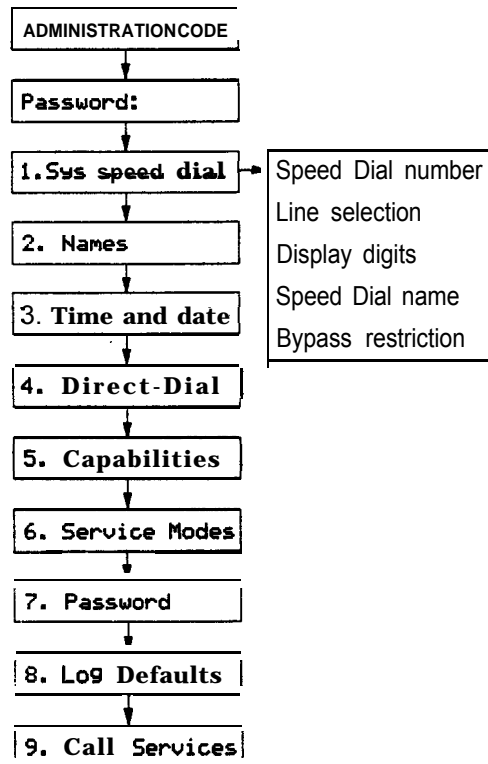 ADMINISTRATIONCODE
Password:
1.Sys speed dial
Speed Dial number
Line selection
Display digits
Speed Dial name
Bypass restriction
2. Names
3. Time and date
4. Direct-Dial
5. Capabilities
6. Service Modes
7. Password
8. Log Defaults
9. Call Services